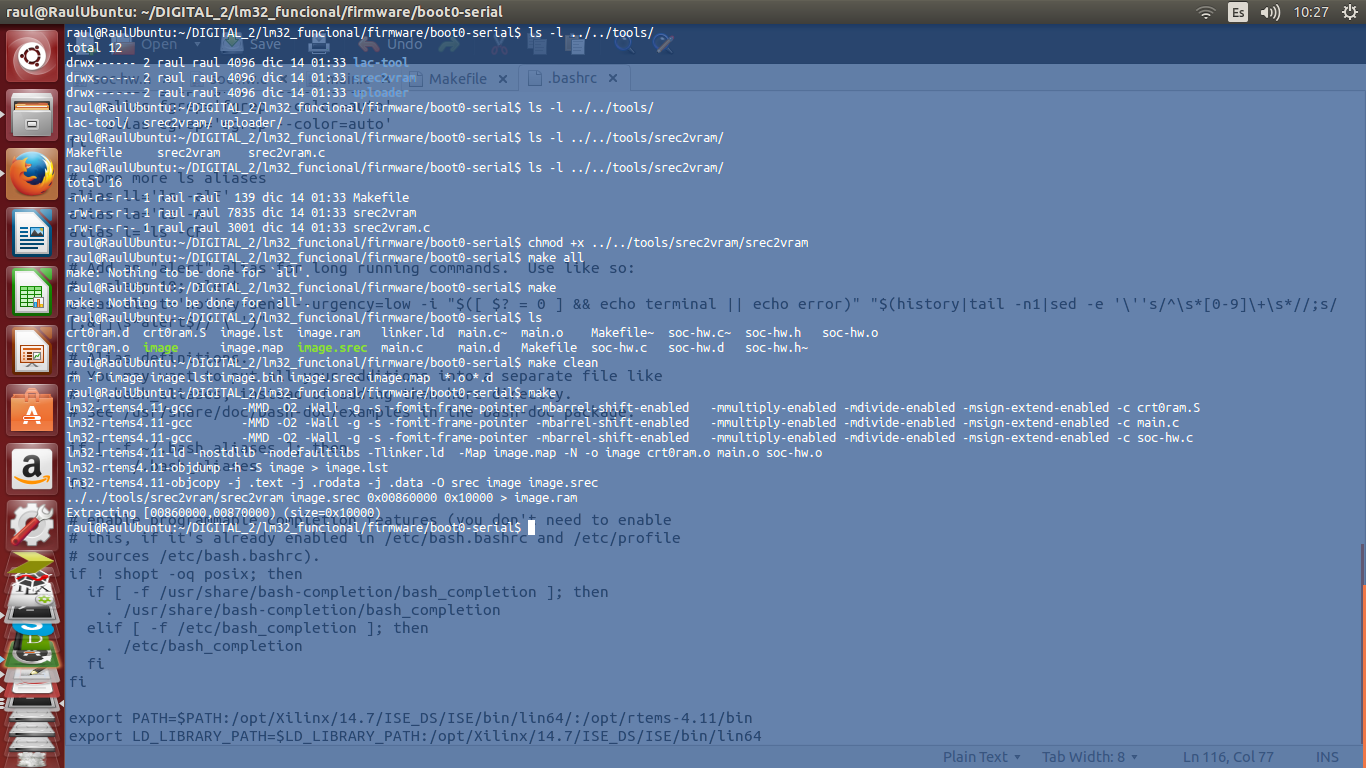 raul@RaulUbuntu: ~/DIGITAL_2/lm32_funcional/firmware/boot0-serial
Es
10:27
Open
Save
Undo
Makefile
.bashrc
raul@RaulUbuntu:~/DIGITAL_2/lm32_funcional/firmware/boot0-serial$ ls -l ../../tools/
total 12
drwx------ 2 raul raul 4096 dic 14 01:33 lac-tool
drwx------ 2 raul raul 4096 dic 14 01:33 srec2vram
drwx------ 2 raul raul 4096 dic 14 01:33 uploader
raul@RaulUbuntu:~/DIGITAL_2/lm32_funcional/firmware/boot0-serial$ ls -l ../../tools/
lac-tool/ srec2vram/ uploader/
raul@RaulUbuntu:~/DIGITAL_2/lm32_funcional/firmware/boot0-serial$ ls -l ../../tools/srec2vram/
Makefile srec2vram srec2vram.c
raul@RaulUbuntu:~/DIGITAL_2/lm32_funcional/firmware/boot0-serial$ ls -l ../../tools/srec2vram/
total 16
-rw-r--r-- 1 raul raul 139 dic 14 01:33 Makefile
-rw-r--r-- 1 raul raul 7835 dic 14 01:33 srec2vram
-rw-r--r-- 1 raul raul 3001 dic 14 01:33 srec2vram.c
raul@RaulUbuntu:~/DIGITAL_2/lm32_funcional/firmware/boot0-serial$ chmod +x ../../tools/srec2vram/srec2vram
raul@RaulUbuntu:~/DIGITAL_2/lm32_funcional/firmware/boot0-serial$ make all
make: Nothing to be done for `all'.
raul@RaulUbuntu:~/DIGITAL_2/lm32_funcional/firmware/boot0-serial$ make
make: Nothing to be done for `all'.
raul@RaulUbuntu:~/DIGITAL_2/lm32_funcional/firmware/boot0-serial$ ls
crt0ram.d crt0ram.S image.lst image.ram linker.ld main.c~ main.o Makefile~ soc-hw.c~ soc-hw.h soc-hw.o
crt0ram.o image image.map image.srec main.c main.d Makefile soc-hw.c soc-hw.d soc-hw.h~
raul@RaulUbuntu:~/DIGITAL_2/lm32_funcional/firmware/boot0-serial$ make clean
rm -f image image.lst image.bin image.srec image.map *.o *.d
raul@RaulUbuntu:~/DIGITAL_2/lm32_funcional/firmware/boot0-serial$ make
lm32-rtems4.11-gcc -MMD -O2 -Wall -g -s -fomit-frame-pointer -mbarrel-shift-enabled -mmultiply-enabled -mdivide-enabled -msign-extend-enabled -c crt0ram.S
lm32-rtems4.11-gcc -MMD -O2 -Wall -g -s -fomit-frame-pointer -mbarrel-shift-enabled -mmultiply-enabled -mdivide-enabled -msign-extend-enabled -c main.c
lm32-rtems4.11-gcc -MMD -O2 -Wall -g -s -fomit-frame-pointer -mbarrel-shift-enabled -mmultiply-enabled -mdivide-enabled -msign-extend-enabled -c soc-hw.c
lm32-rtems4.11-ld -nostdlib -nodefaultlibs -Tlinker.ld -Map image.map -N -o image crt0ram.o main.o soc-hw.o
lm32-rtems4.11-objdump -h -S image > image.lst
lm32-rtems4.11-objcopy -j .text -j .rodata -j .data -O srec image image.srec
../../tools/srec2vram/srec2vram image.srec 0x00860000 0x10000 > image.ram
Extracting [00860000,00870000) (size=0x10000)
raul@RaulUbuntu:~/DIGITAL_2/lm32_funcional/firmware/boot0-serial$
# enable programmable completion features (you don't need to enable
# this, if it's already enabled in /etc/bash.bashrc and /etc/profile
# sources /etc/bash.bashrc).
if ! shopt -oq posix; then
if [ -f /usr/share/bash-completion/bash_completion ]; then
. /usr/share/bash-completion/bash_completion
elif [ -f /etc/bash_completion ]; then
. /etc/bash_completion
fi
fi
export PATH=$PATH:/opt/Xilinx/14.7/ISE_DS/ISE/bin/lin64/:/opt/rtems-4.11/bin
export LD_LIBRARY_PATH=$LD_LIBRARY_PATH:/opt/Xilinx/14.7/ISE_DS/ISE/bin/lin64
Plain Text
Tab Width: 8
Ln 116, Col 77
INS